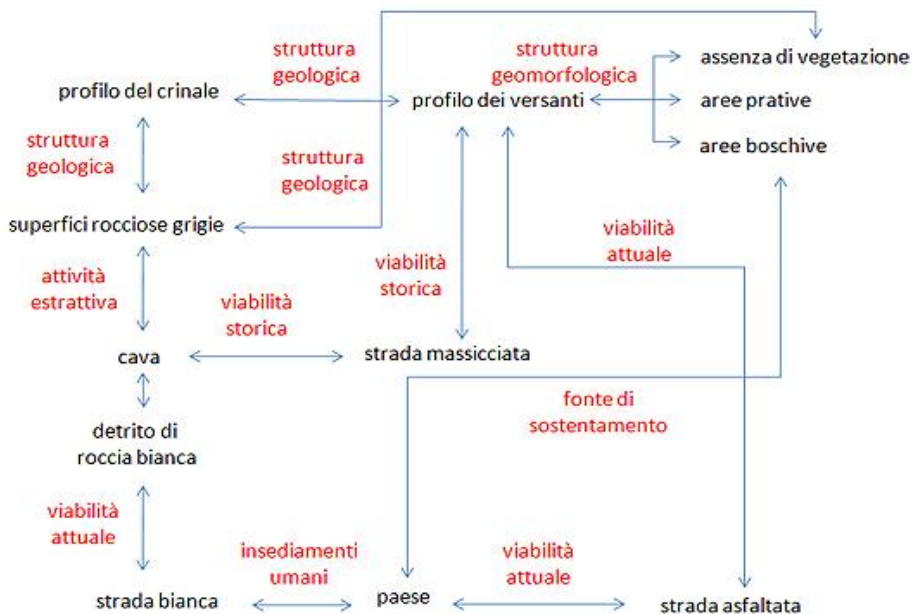 struttura
geologica
struttura
geomorfologica
assenza di vegetazione
profilo del crinale
profilo dei versanti
aree prative
aree boschive
struttura
geologica
struttura
geologica
superfici rocciose grigie
viabilità
attuale
attività
estrattiva
viabilità
storica
viabilità
storica
cava
strada massicciata
fonte di
sostentamento
detrito di
roccia bianca
viabilità
attuale
insediamenti
umani
viabilità
attuale
strada bianca
paese
strada asfaltata